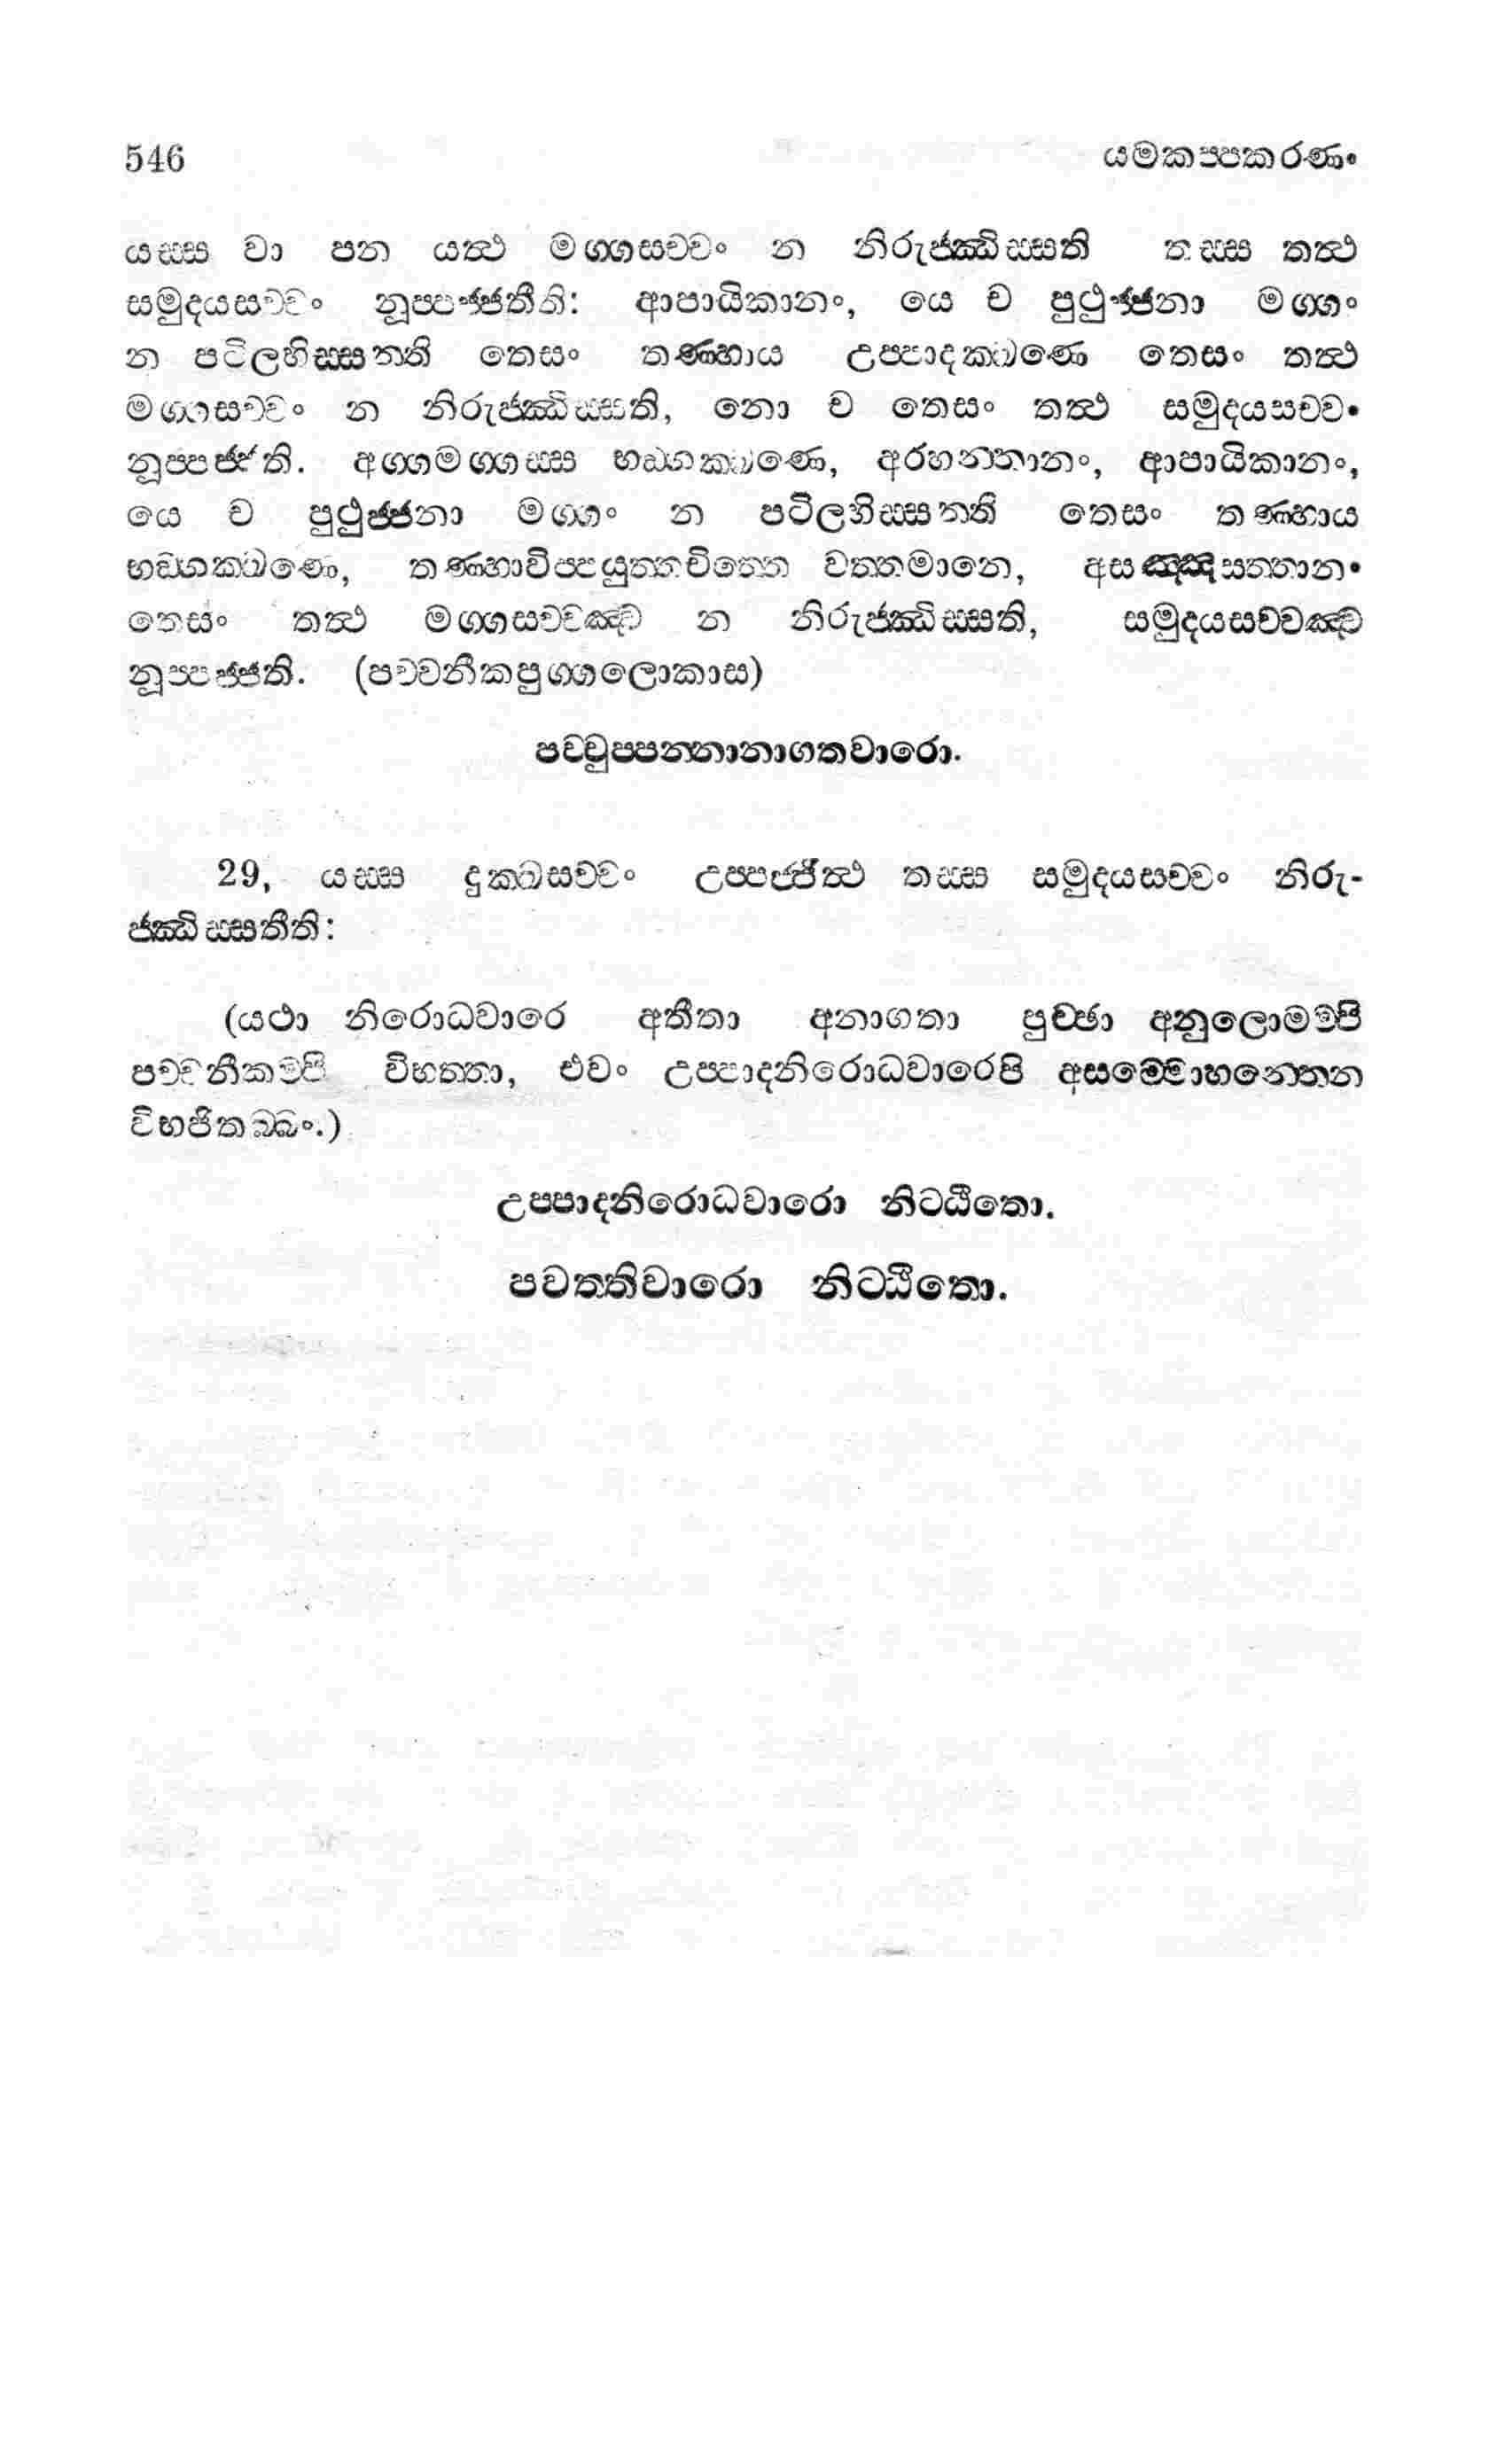 546 යමකප්පකරණං
යස්ස වා පන යත්ථ මග්ගසච්චං න නිරුජ්ඣිස්සති තස්ස තත්ථ
සමුදයසච්චං නූප්පජ්ජතීති: ආපායිකානං, යෙ ච පුථුජ්ජනා මග්ගං
න පටිලභිස්සන්ති තෙසං තණ්හාය උප්පාදක්ඛණෙ තෙසං තත්ථ
මග්ගසච්චං න නිරුජ්ඣිස්සති, නො ච තෙසං තත්ථ සමුදයසච්චං
නූප්පජ්ජති. අග්ගමග්ගස්ස භඞ්ගක්ඛණෙ, අරහන්තානං, ආපායිකානං,
යෙ ච පුථුජ්ජනා මග්ගං න පටිලභිස්සන්ති තෙසං තණ්හාය
භඞ්ගක්ඛණෙ, තණ්හාවිප්පයුත්තචිත්තෙ වත්තමානෙ, අසඤ්ඤසත්තානං
තෙසං තත්ථ මග්ගසච්චඤ්ච න නිරුජ්ඣිස්සති, සමුදයසච්චඤ්ච
නූප්පජ්ජති. (පච්චනීකපුග්ගලොකාස)
පච්චුප්පන්නානාගතවාරො.
29, යස්ස දුක්ඛසච්චං උප්පජ්ජිත්ථ තස්ස සමුදයසච්චං නිරු-
ජ්ඣිස්සතීති:
(යථා නිරොධවාරෙ අතීතා අනාගතා පුච්ඡා අනුලොමම්පි
පච්චනීකම්පි විභත්තා, එවං උප්පාදනිරොධවාරෙපි අසම්මොහන්තෙන
විභජිතබ්බං.)
උප්පාදනිරොධවාරො නිට්ඨිතො.
පවත්තිවාරො නිට්ඨිතො.